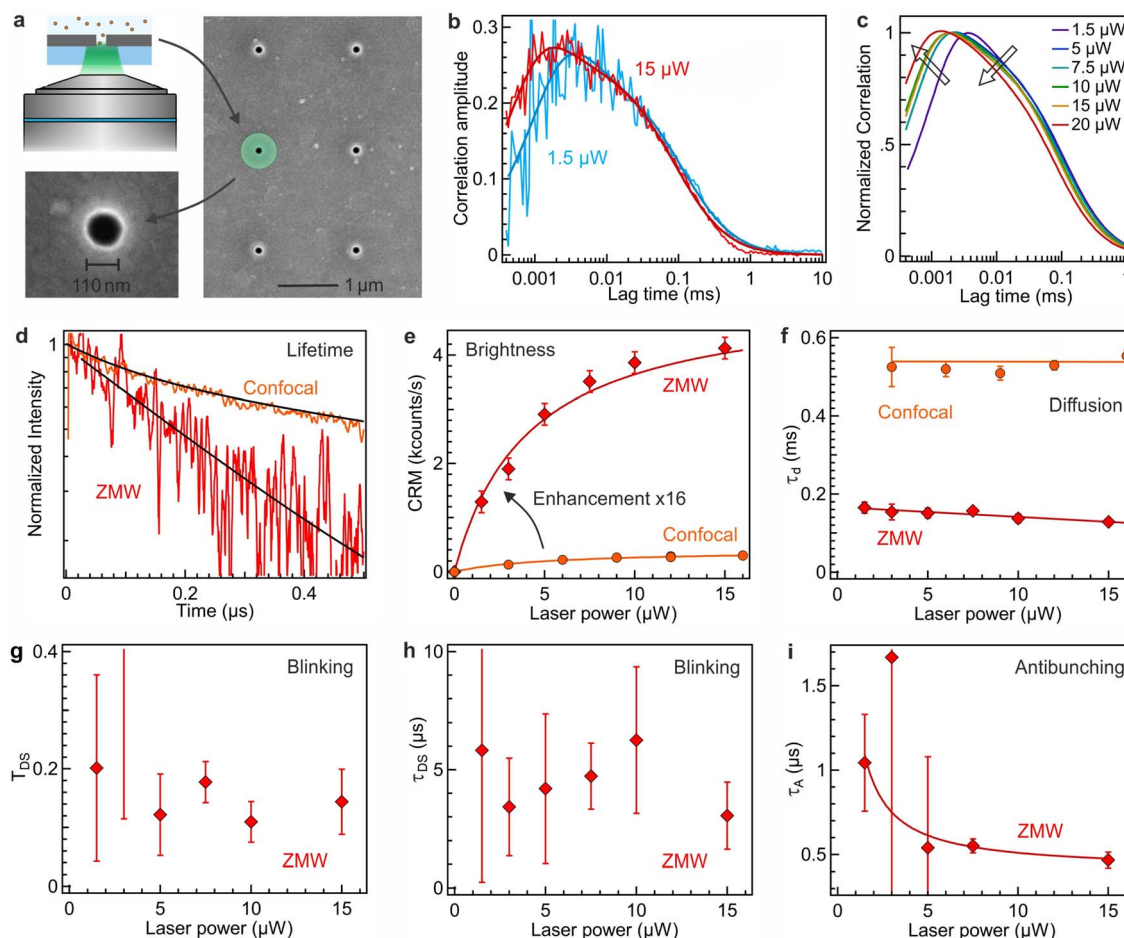 a
110 nm
1 µm
b
Correlation amplitude
0.3
0.2
0.1
0
15 µW
1.5 µW
0.001
0.01
0.1
1
10
Lag time (ms)
c
Normalized Correlation
1
0.5
0
1.5 µW
5 µW
7.5 µW
10 µW
15 µW
20 µW
0.001
0.01
0.1
1
Lag time (ms)
d
Lifetime
Normalized Intensity
1
Confocal
ZMW
0
0.2
0.4
Time (µs)
e
Brightness
CRM (kcounts/s)
4
2
0
ZMW
Enhancement x16
Confocal
0
5
10
15
Laser power (µW)
f
τd (ms)
0.6
0.4
0.2
0
Confocal
Diffusion
ZMW
0
5
10
15
Laser power (µW)
g
Blinking
TDS
0.4
0.2
0
ZMW
0
5
10
15
Laser power (µW)
h
Blinking
τDS (µs)
10
5
0
ZMW
0
5
10
15
Laser power (µW)
i
Antibunching
τA (µs)
1.5
1
0.5
ZMW
0
5
10
15
Laser power (µW)